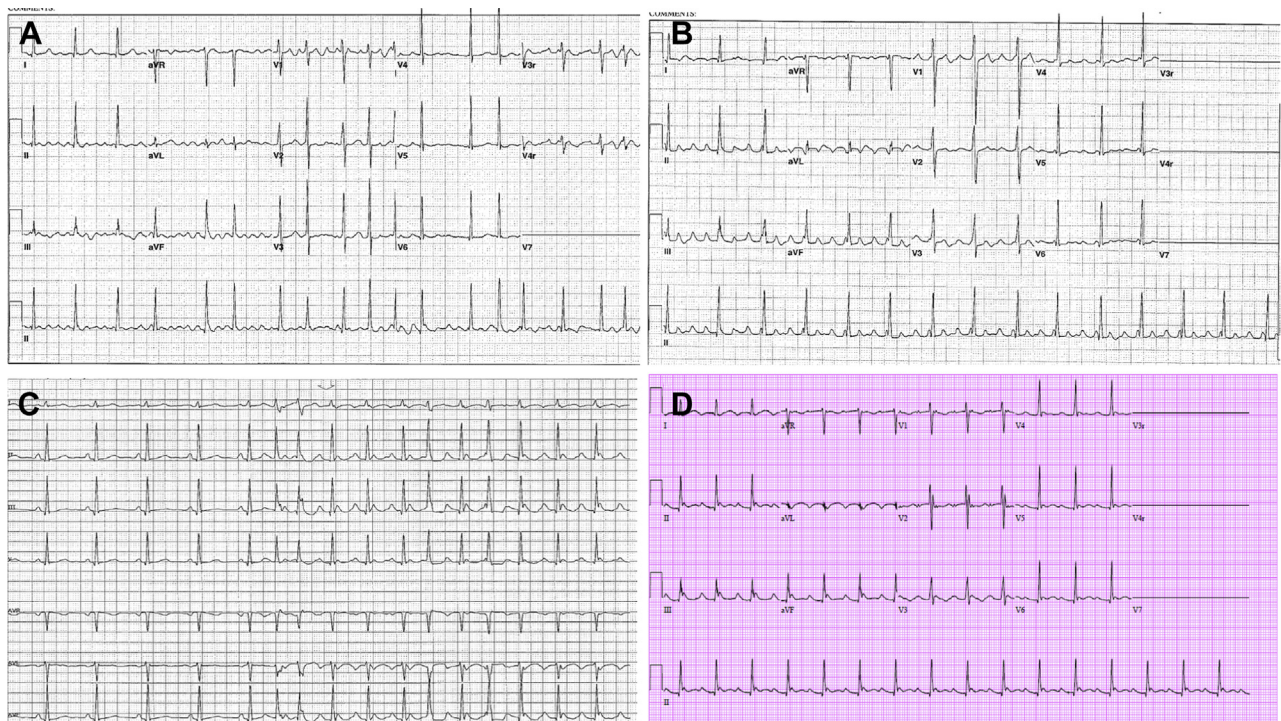 COMMENTS:
A
I aVR V1 V4 V3r
II aVL V2 V5 V4r
III aVF V3 V6 V7
II
COMMENTS:
B
I aVR V1 V4 V3r
II aVL V2 V5 V4r
III aVF V3 V6 V7
II
C
III
AVR
D
I aVR V1 V4 V3r
II aVL V2 V5 V4r
III aVF V3 V6 V7
II